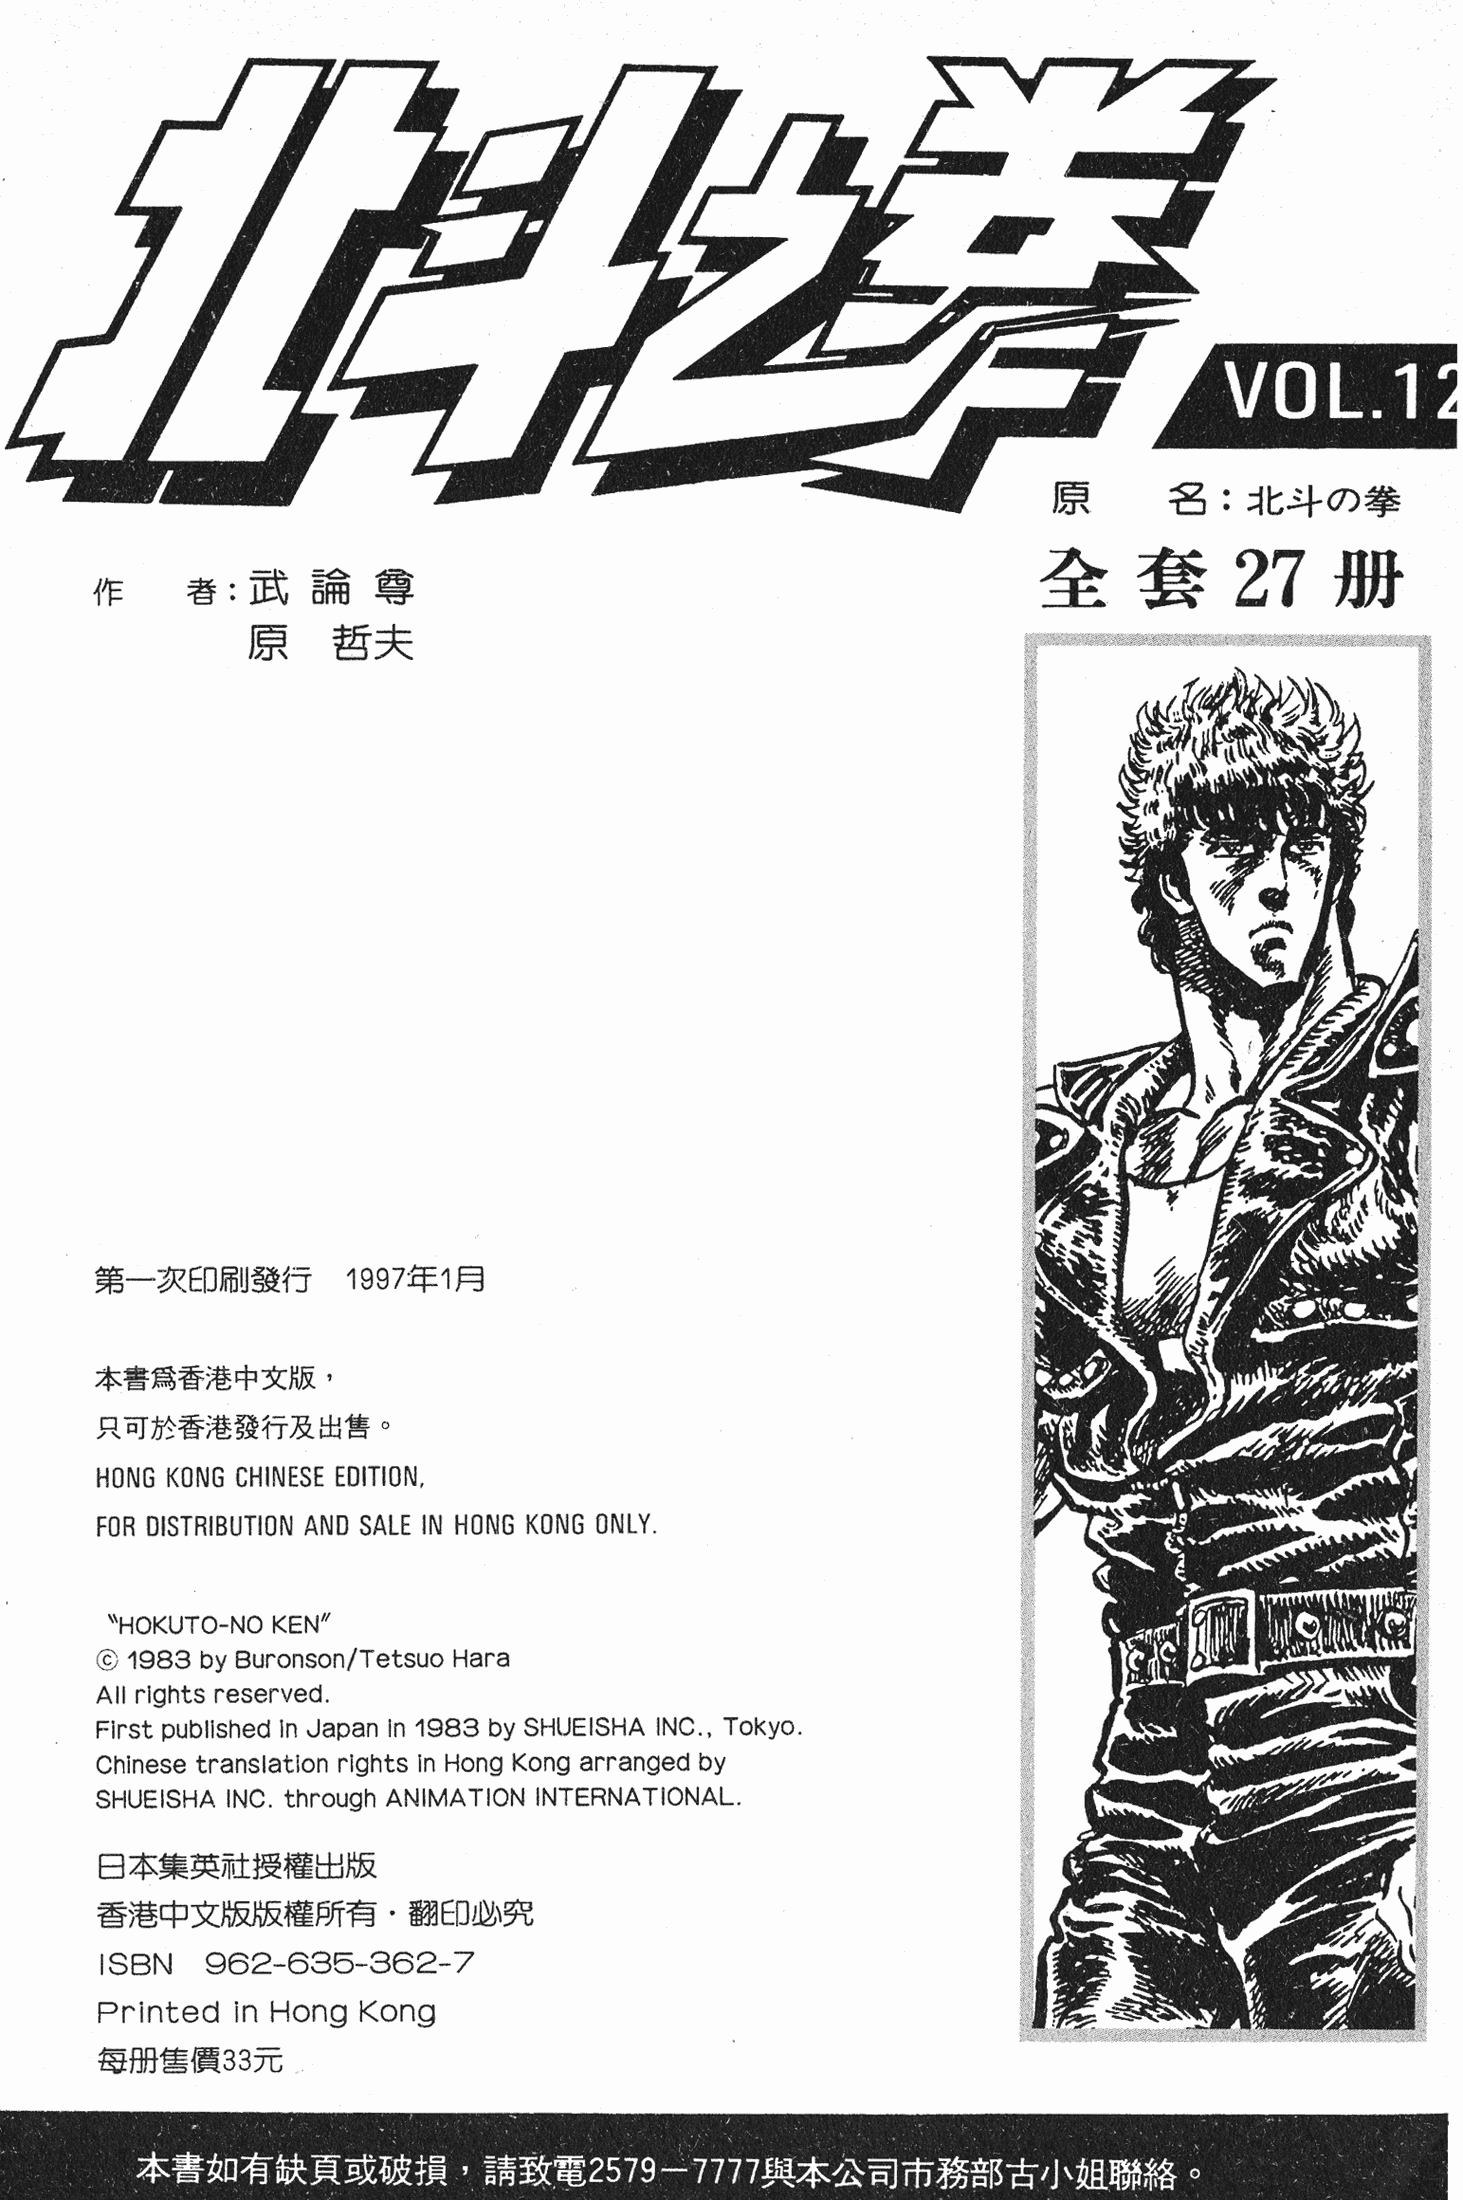 北斗之拳
VOL.12
原 名：北斗の拳
全套27册
作 者：武論尊
原 哲夫
第一次印刷發行 1997年1月
本書爲香港中文版，
只可於香港發行及出售。
HONG KONG CHINESE EDITION,
FOR DISTRIBUTION AND SALE IN HONG KONG ONLY.
〝HOKUTO-NO KEN〞
© 1983 by Buronson/Tetsuo Hara
All rights reserved.
First published in Japan in 1983 by SHUEISHA INC., Tokyo.
Chinese translation rights in Hong Kong arranged by
SHUEISHA INC. through ANIMATION INTERNATIONAL.
日本集英社授權出版
香港中文版版權所有・翻印必究
ISBN 962-635-362-7
Printed in Hong Kong
每册售價33元
本書如有缺頁或破損，請致電2579－7777與本公司市務部古小姐聯絡。